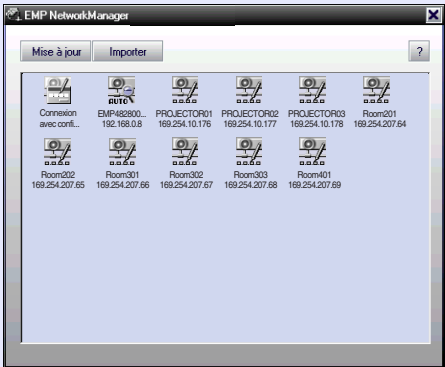 EMP NetworkManager
Mise à jour Importer ?
AUTO
Connexion avec confi...
EMP482800... 192.168.0.8
PROJECTOR01 169.254.10.176
PROJECTOR02 169.254.10.177
PROJECTOR03 169.254.10.178
Room201 169.254.207.64
Room202 169.254.207.65
Room301 169.254.207.66
Room302 169.254.207.67
Room303 169.254.207.68
Room401 169.254.207.69